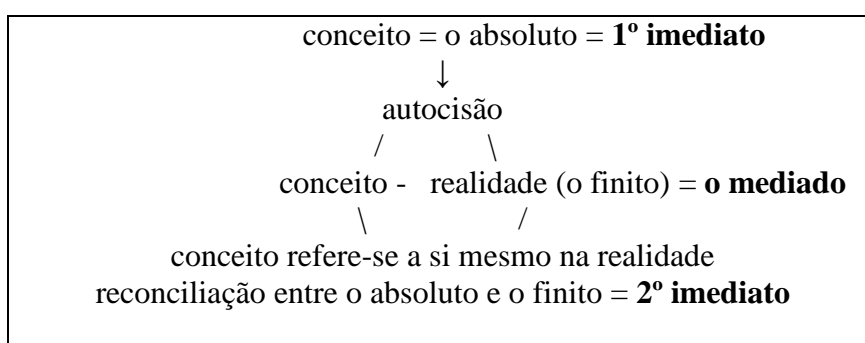 conceito = o absoluto = 1º imediato
↓
autocisão
/ \
conceito - realidade (o finito) = o mediado
\ /
conceito refere-se a si mesmo na realidade
reconciliação entre o absoluto e o finito = 2º imediato